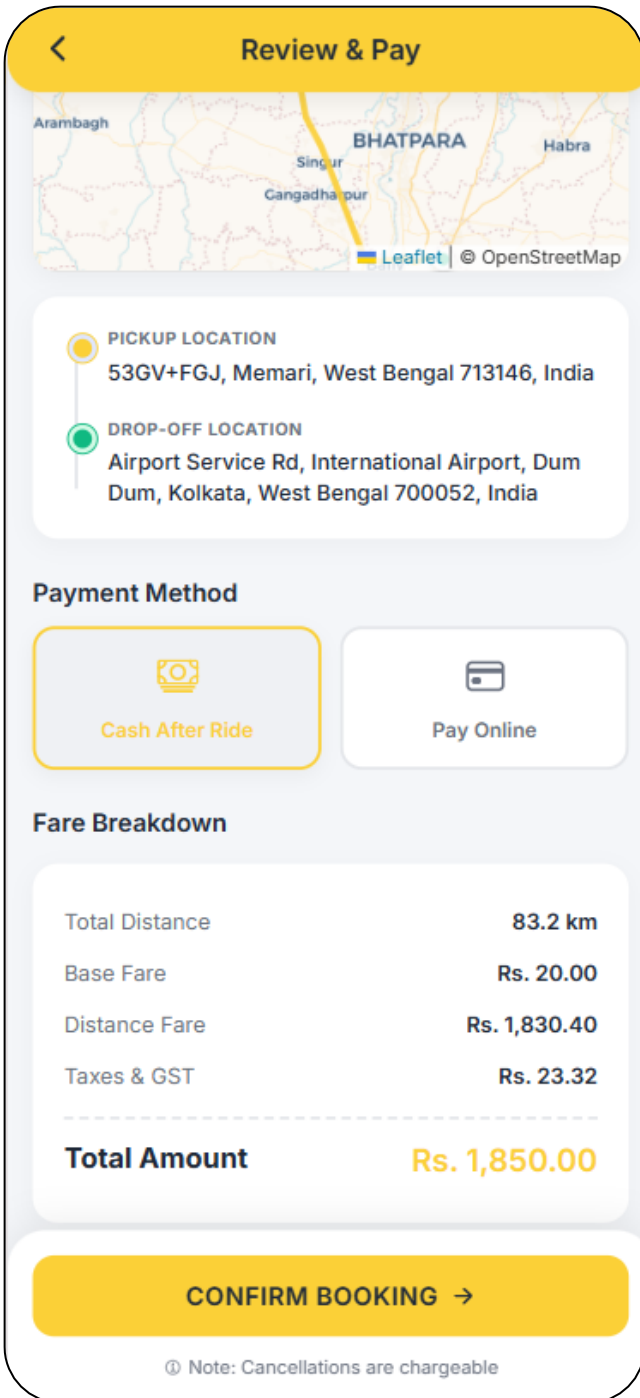 Review & Pay
Arambagh
BHATPARA
Habra
Singur
Gangadharpur
Leaflet | © OpenStreetMap
PICKUP LOCATION
53GV+FGJ, Memari, West Bengal 713146, India
DROP-OFF LOCATION
Airport Service Rd, International Airport, Dum
Dum, Kolkata, West Bengal 700052, India
Payment Method
Cash After Ride
Pay Online
Fare Breakdown
Total Distance 83.2 km
Base Fare Rs. 20.00
Distance Fare Rs. 1,830.40
Taxes & GST Rs. 23.32
Total Amount Rs. 1,850.00
CONFIRM BOOKING →
ⓘ Note: Cancellations are chargeable